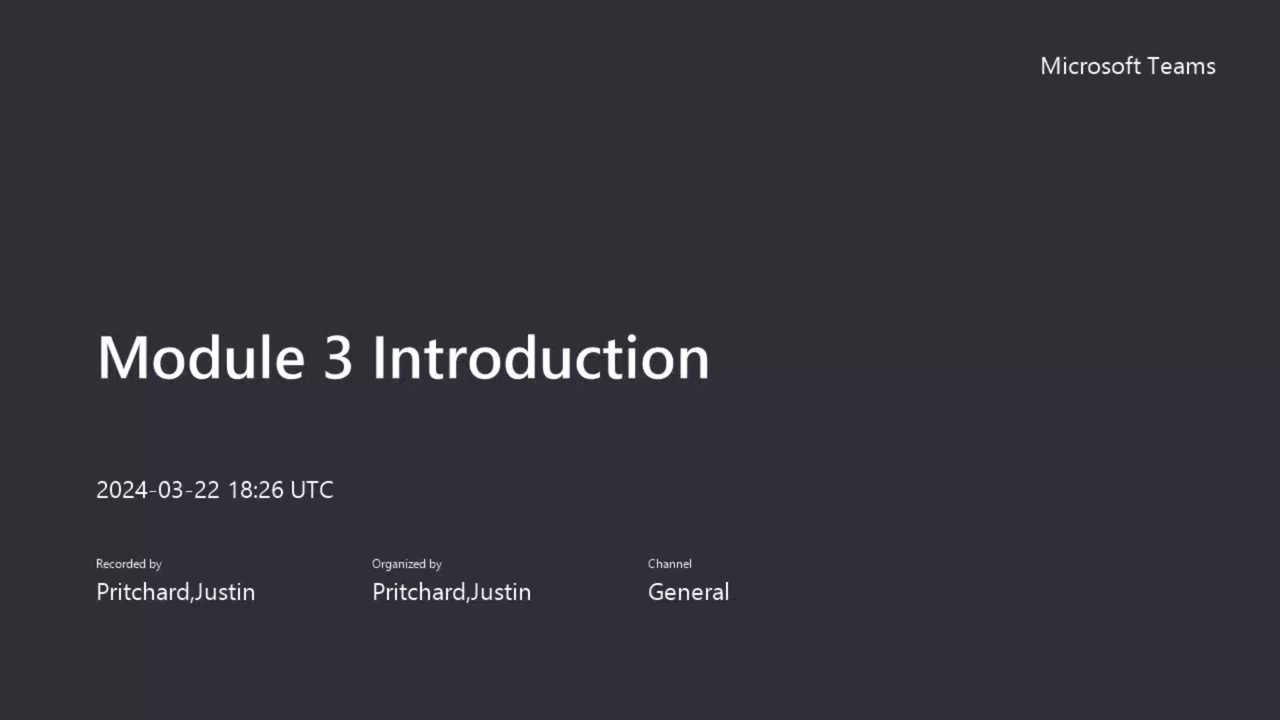 Microsoft Teams
Module 3 Introduction
2024-03-22 18:26 UTC
Recorded by
Pritchard,Justin
Organized by
Pritchard,Justin
Channel
General